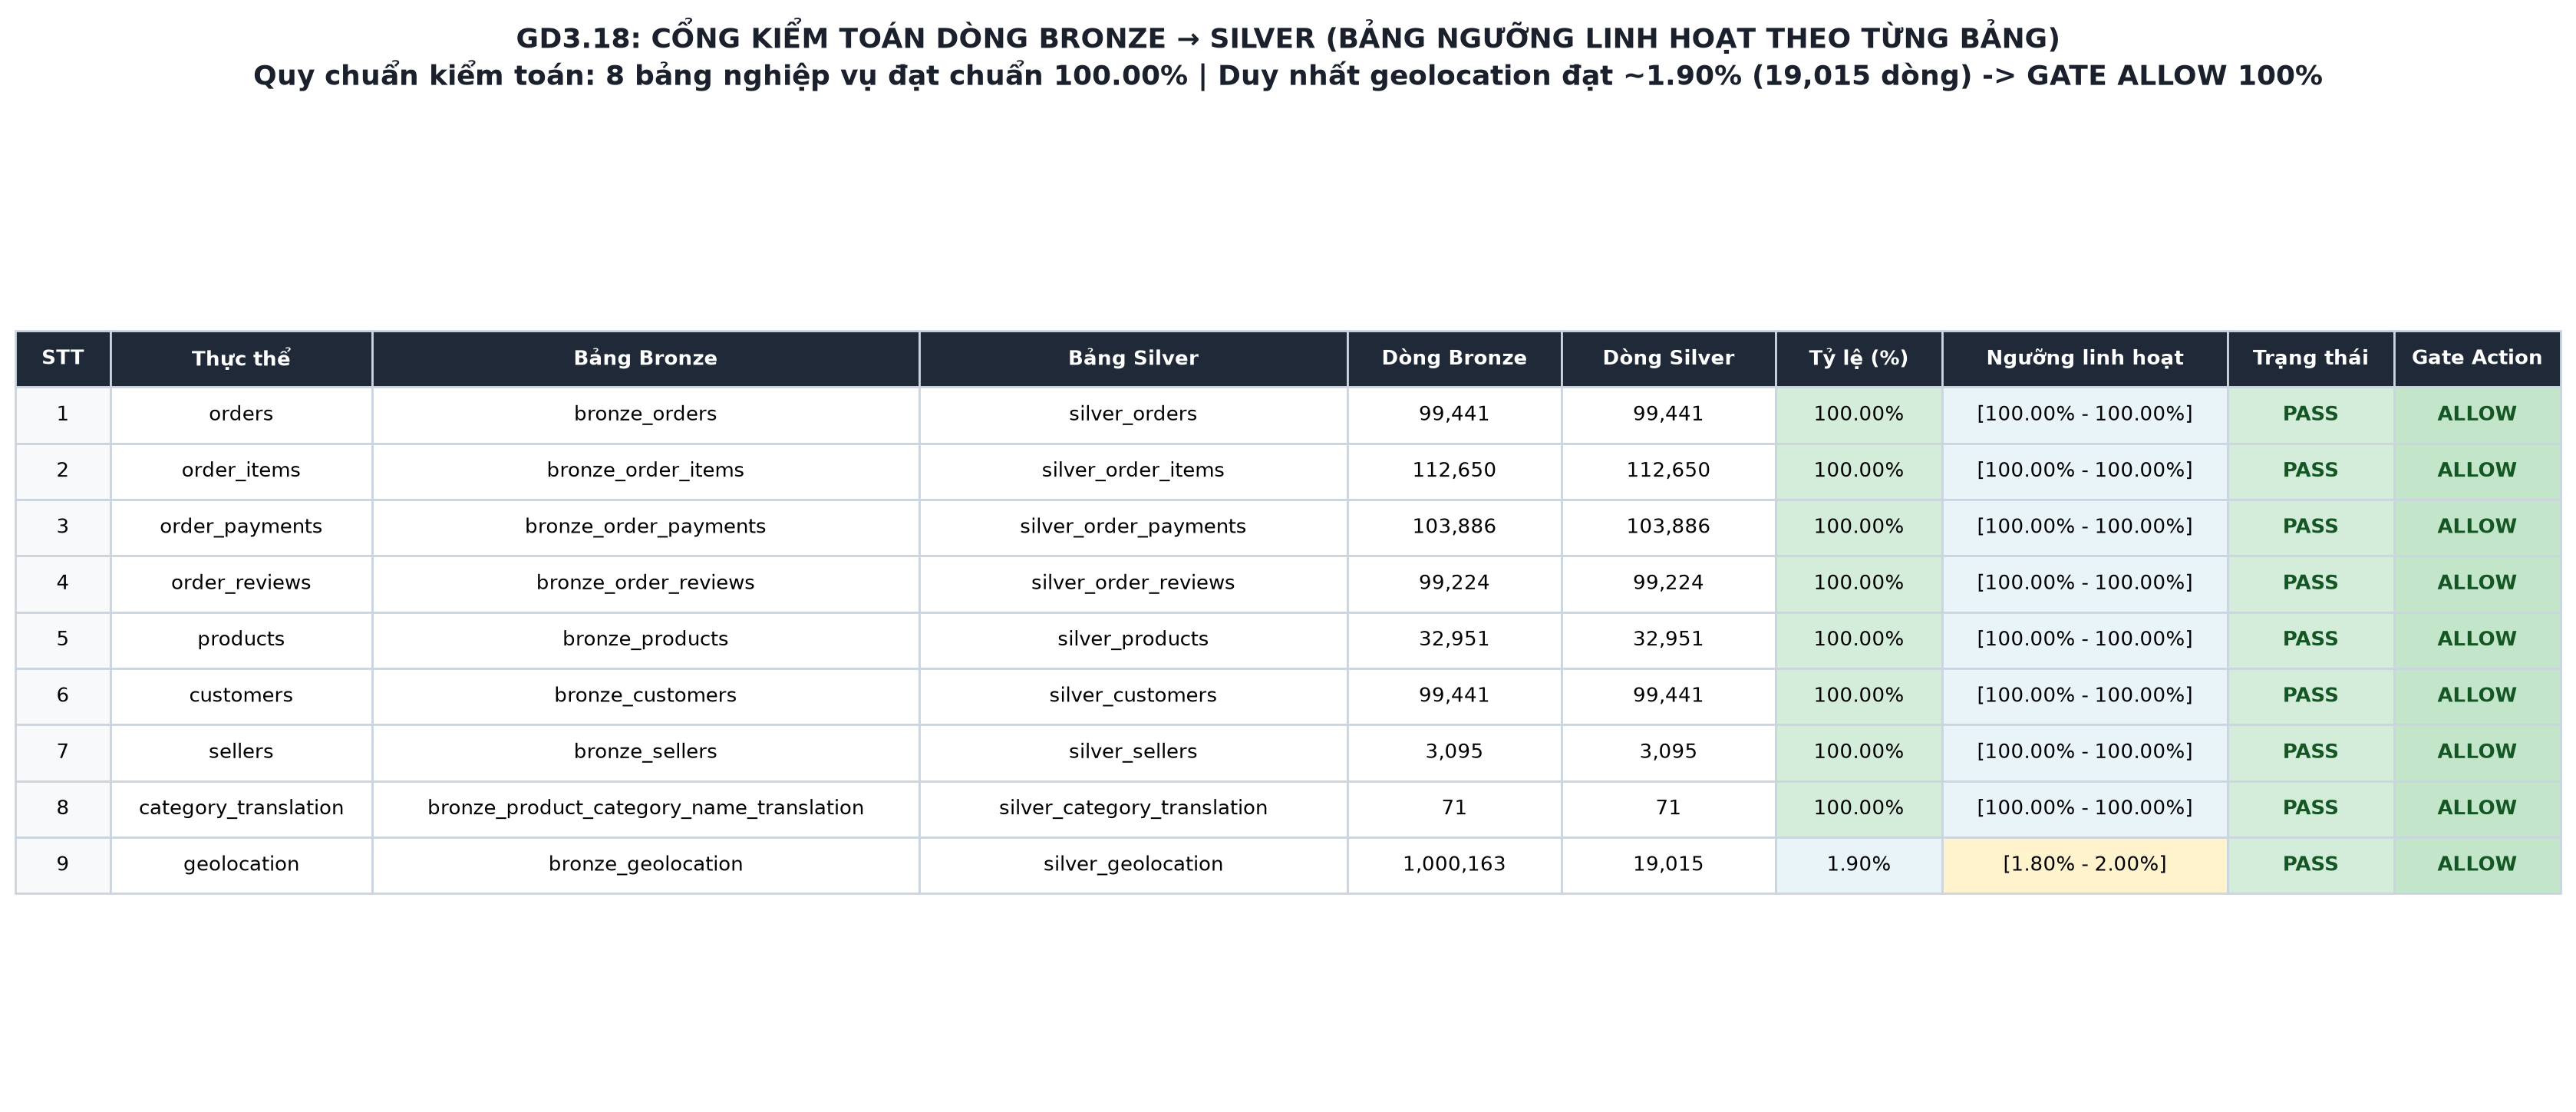 GD3.18: CỔNG KIỂM TOÁN DÒNG BRONZE → SILVER (BẢNG NGƯỠNG LINH HOẠT THEO TỪNG BẢNG)
Quy chuẩn kiểm toán: 8 bảng nghiệp vụ đạt chuẩn 100.00% | Duy nhất geolocation đạt ~1.90% (19,015 dòng) -> GATE ALLOW 100%
STT Thực thể Bảng Bronze Bảng Silver Dòng Bronze Dòng Silver Tỷ lệ (%) Ngưỡng linh hoạt Trạng thái Gate Action
1 orders bronze_orders silver_orders 99,441 99,441 100.00% [100.00% - 100.00%] PASS ALLOW
2 order_items bronze_order_items silver_order_items 112,650 112,650 100.00% [100.00% - 100.00%] PASS ALLOW
3 order_payments bronze_order_payments silver_order_payments 103,886 103,886 100.00% [100.00% - 100.00%] PASS ALLOW
4 order_reviews bronze_order_reviews silver_order_reviews 99,224 99,224 100.00% [100.00% - 100.00%] PASS ALLOW
5 products bronze_products silver_products 32,951 32,951 100.00% [100.00% - 100.00%] PASS ALLOW
6 customers bronze_customers silver_customers 99,441 99,441 100.00% [100.00% - 100.00%] PASS ALLOW
7 sellers bronze_sellers silver_sellers 3,095 3,095 100.00% [100.00% - 100.00%] PASS ALLOW
8 category_translation bronze_product_category_name_translation silver_category_translation 71 71 100.00% [100.00% - 100.00%] PASS ALLOW
9 geolocation bronze_geolocation silver_geolocation 1,000,163 19,015 1.90% [1.80% - 2.00%] PASS ALLOW